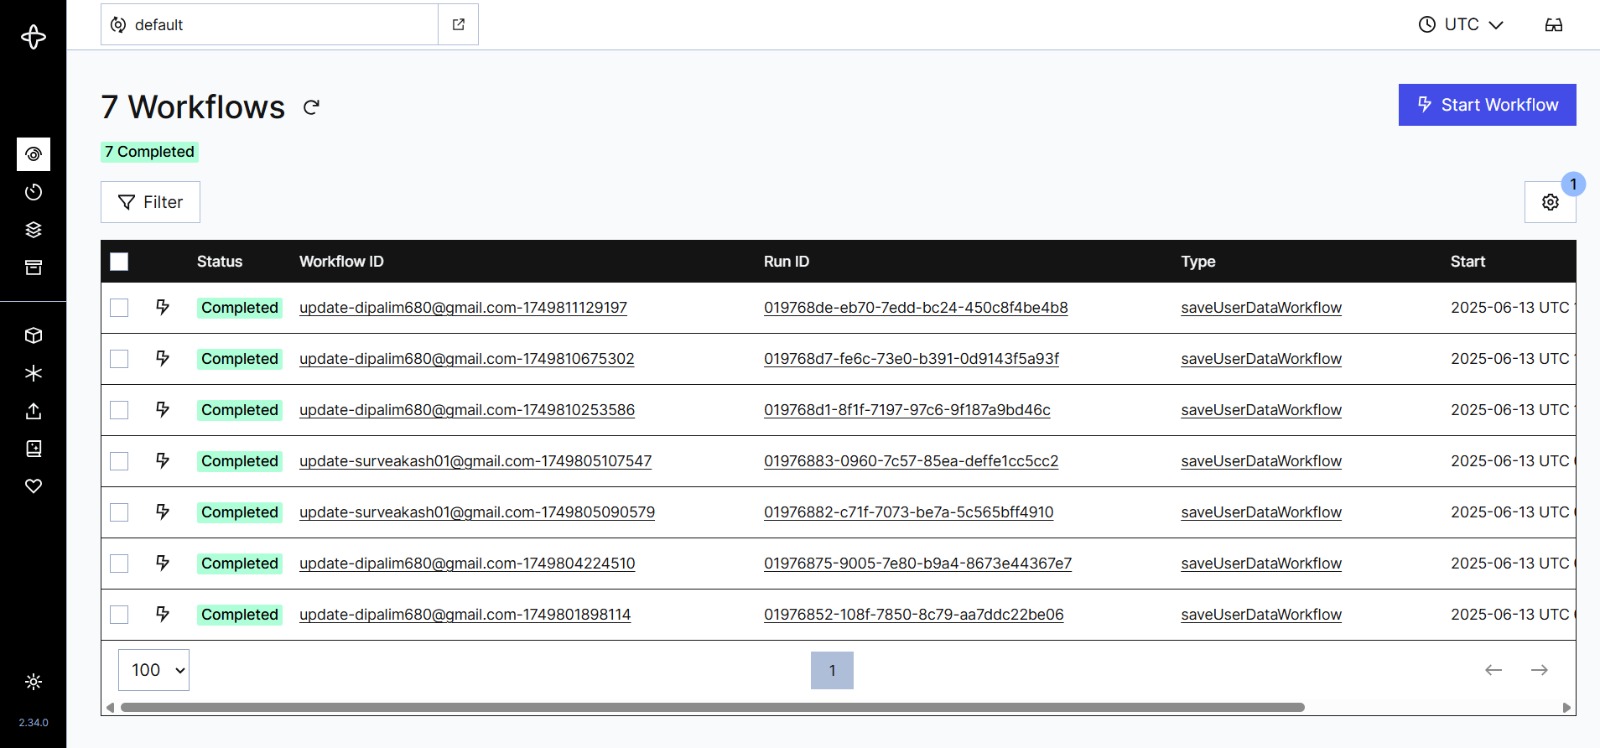 default
UTC
7 Workflows
Start Workflow
7 Completed
Filter
1
Status Workflow ID Run ID Type Start
Completed update-dipalim680@gmail.com-1749811129197 019768de-eb70-7edd-bc24-450c8f4be4b8 saveUserDataWorkflow 2025-06-13 UTC
Completed update-dipalim680@gmail.com-1749810675302 019768d7-fe6c-73e0-b391-0d9143f5a93f saveUserDataWorkflow 2025-06-13 UTC
Completed update-dipalim680@gmail.com-1749810253586 019768d1-8f1f-7197-97c6-9f187a9bd46c saveUserDataWorkflow 2025-06-13 UTC
Completed update-surveakash01@gmail.com-1749805107547 01976883-0960-7c57-85ea-deffe1cc5cc2 saveUserDataWorkflow 2025-06-13 UTC
Completed update-surveakash01@gmail.com-1749805090579 01976882-c71f-7073-be7a-5c565bff4910 saveUserDataWorkflow 2025-06-13 UTC
Completed update-dipalim680@gmail.com-1749804224510 01976875-9005-7e80-b9a4-8673e44367e7 saveUserDataWorkflow 2025-06-13 UTC
Completed update-dipalim680@gmail.com-1749801898114 01976852-108f-7850-8c79-aa7ddc22be06 saveUserDataWorkflow 2025-06-13 UTC
100
1
2.34.0